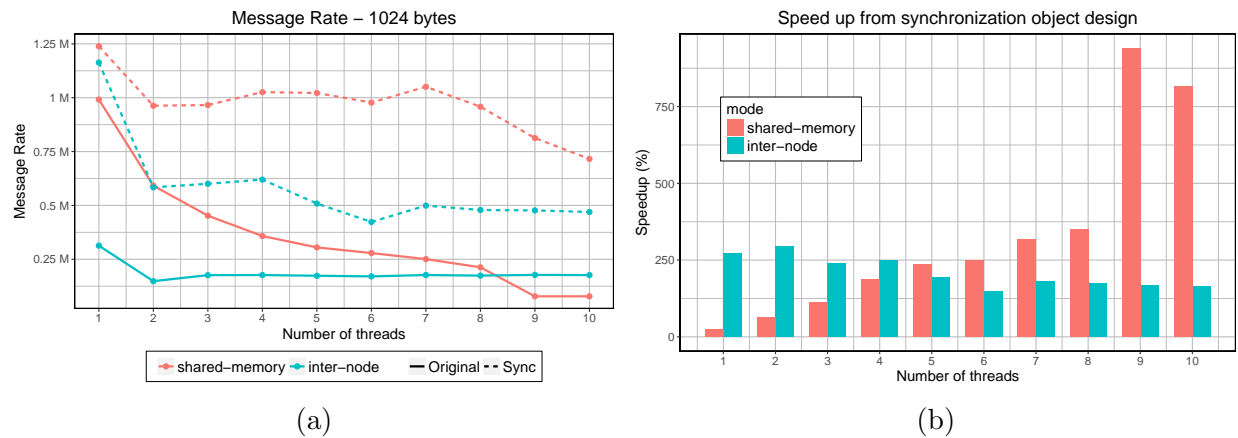 Message Rate – 1024 bytes
1.25 M
1 M
0.75 M
0.5 M
0.25 M
Message Rate
1 2 3 4 5 6 7 8 9 10
Number of threads
shared−memory inter−node Original Sync
(a)
Speed up from synchronization object design
750
500
250
0
Speedup (%)
mode
shared−memory
inter−node
1 2 3 4 5 6 7 8 9 10
Number of threads
(b)